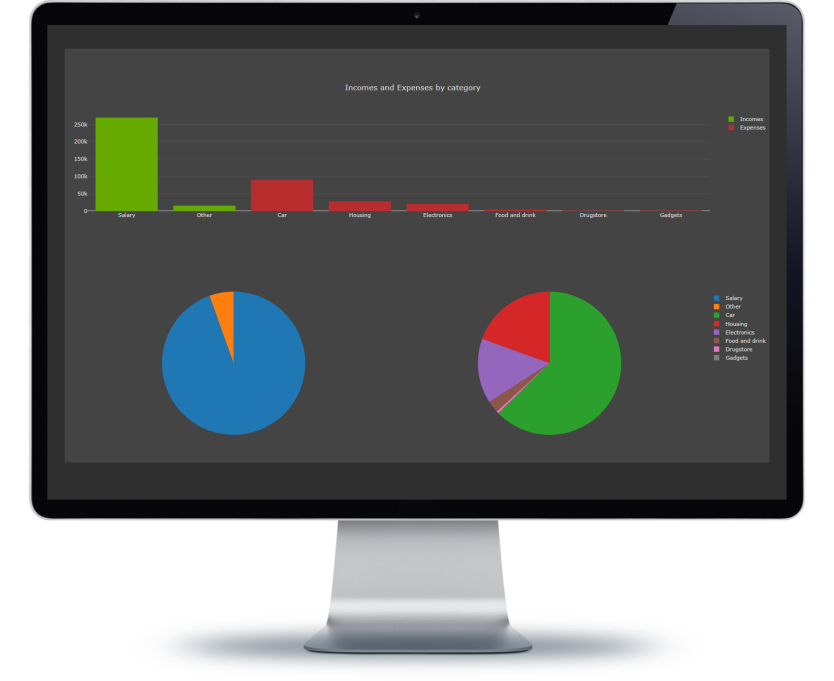 Incomes and Expenses by category
250k
200k
150k
100k
50k
0
Salary Other Car Housing Electronics Food and drink Drugstore Gadgets
Incomes
Expenses
Salary
Other
Car
Housing
Electronics
Food and drink
Drugstore
Gadgets